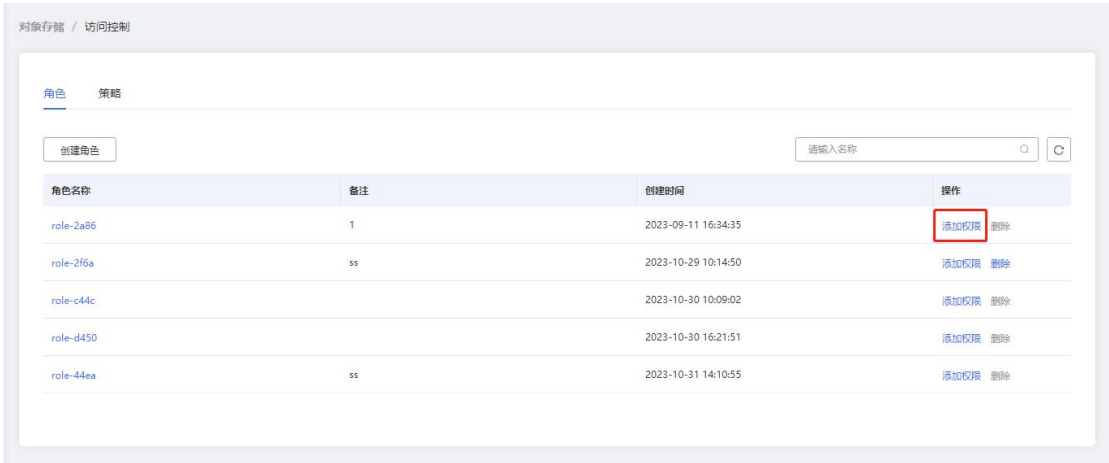 对象存储 / 访问控制
角色 策略
创建角色 请输入名称
角色名称 备注 创建时间 操作
role-2a86 1 2023-09-11 16:34:35 添加权限 删除
role-2f6a ss 2023-10-29 10:14:50 添加权限 删除
role-c44c 2023-10-30 10:09:02 添加权限 删除
role-d450 2023-10-30 16:21:51 添加权限 删除
role-44ea ss 2023-10-31 14:10:55 添加权限 删除